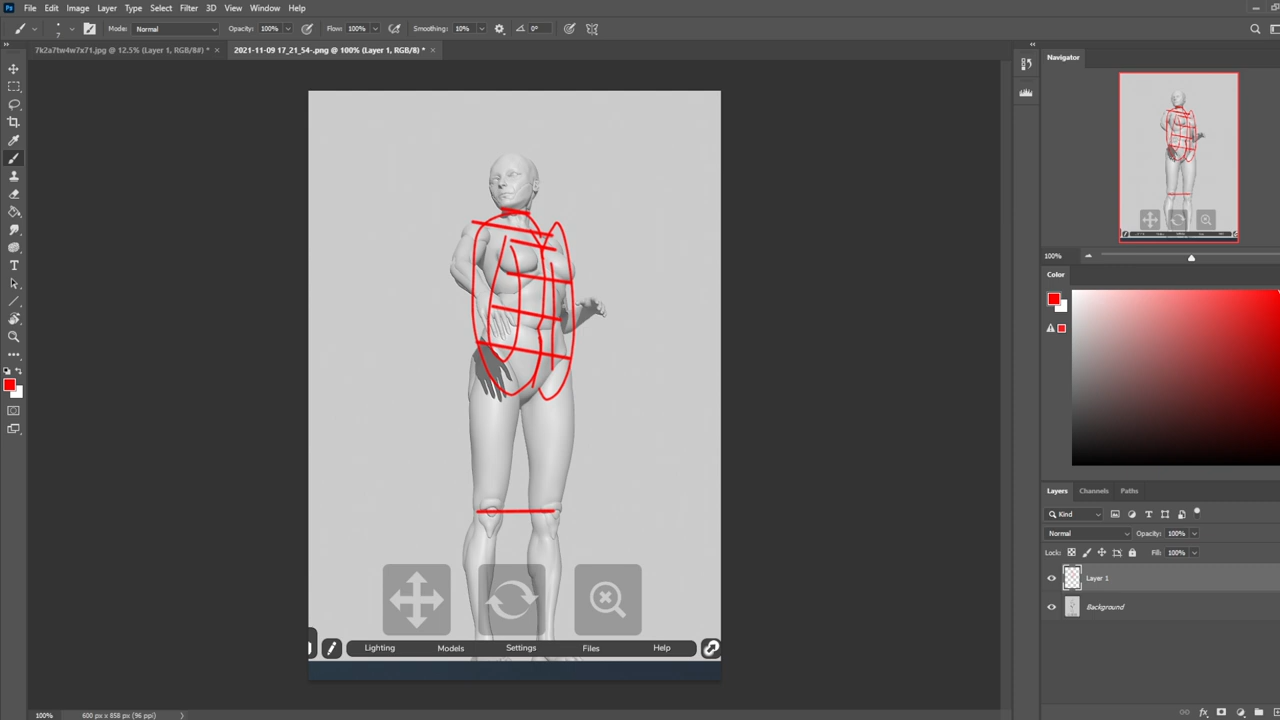 Ps File Edit Image Layer Type Select Filter 3D View Window Help
7 Mode: Normal Opacity: 100% Flow: 100% Smoothing: 10% 0°
7k2a7tw4w7x71.jpg @ 12.5% (Layer 1, RGB/8#) * × 2021-11-09 17_21_54-.png @ 100% (Layer 1, RGB/8) * ×
Navigator
100%
Color
Layers Channels Paths
Kind
Normal Opacity: 100%
Lock: Fill: 100%
Layer 1
Background
Lighting Models Settings Files Help
100% 600 px x 858 px (96 ppi)